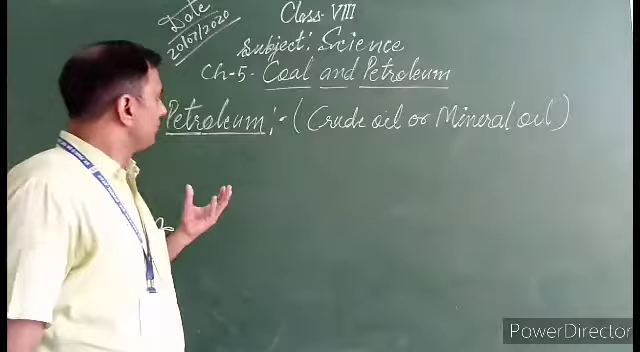 Date
20/07/2020
Class-VIII
Subject: Science
Ch-5- Coal and Petroleum
Petroleum:- (Crude oil or Mineral oil)
PowerDirector